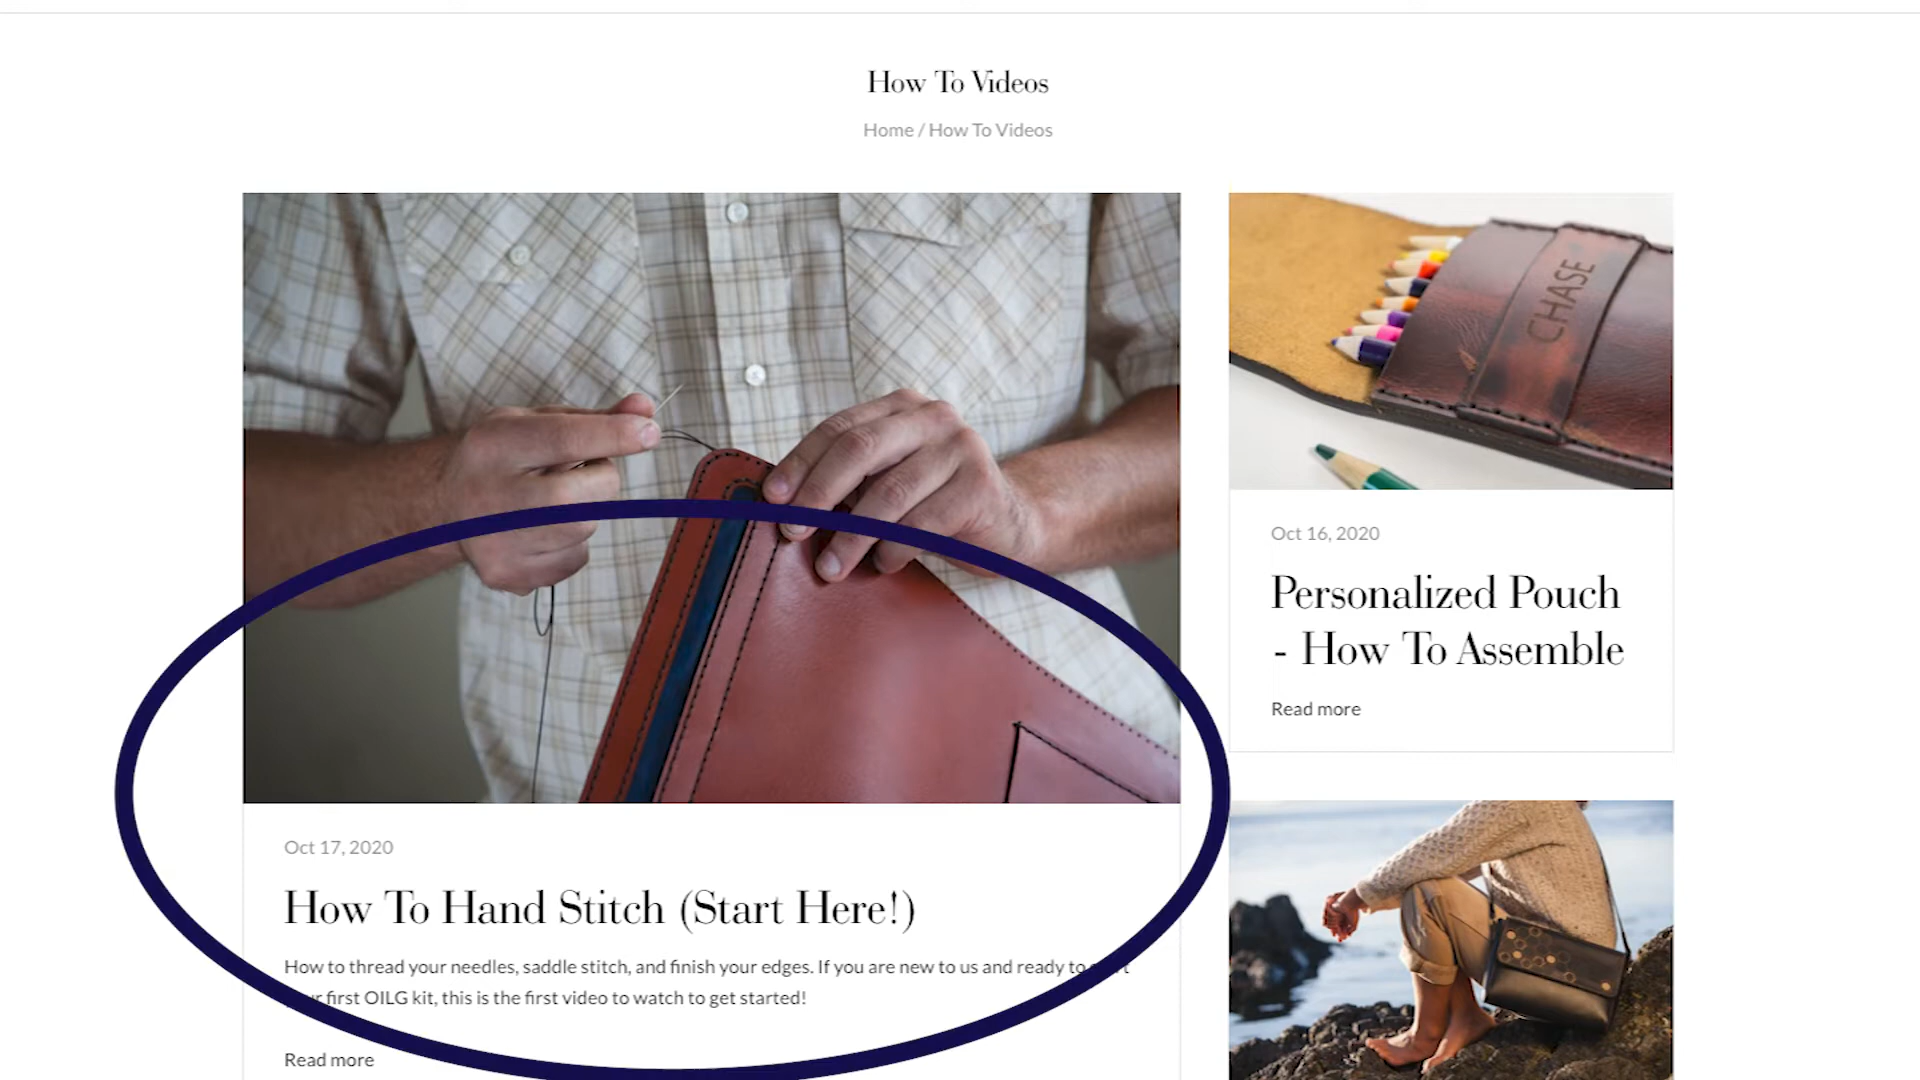 How To Videos
Home / How To Videos
Oct 17, 2020
How To Hand Stitch (Start Here!)
How to thread your needles, saddle stitch, and finish your edges. If you are new to us and ready to
first OILG kit, this is the first video to watch to get started!
Read more
CHASE
Oct 16, 2020
Personalized Pouch
- How To Assemble
Read more